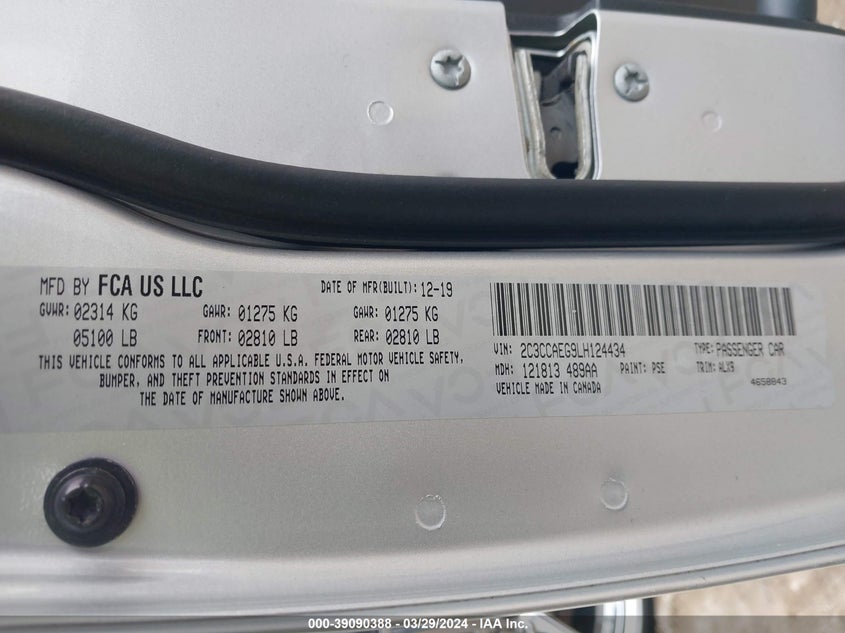 MFD BY FCA US LLC DATE OF MFR(BUILT): 12-19
GVWR: 02314 KG GAWR: 01275 KG GAWR: 01275 KG
05100 LB FRONT: 02810 LB REAR: 02810 LB
THIS VEHICLE CONFORMS TO ALL APPLICABLE U.S.A. FEDERAL MOTOR VEHICLE SAFETY,
BUMPER, AND THEFT PREVENTION STANDARDS IN EFFECT ON
THE DATE OF MANUFACTURE SHOWN ABOVE.
VIN: 2C3CCAEG9LH124434 TYPE: PASSENGER CAR
MDH: 121813 489AA PAINT: PSE TRIM: ALX9
VEHICLE MADE IN CANADA 4658843
000-39090388 - 03/29/2024 - IAA Inc.